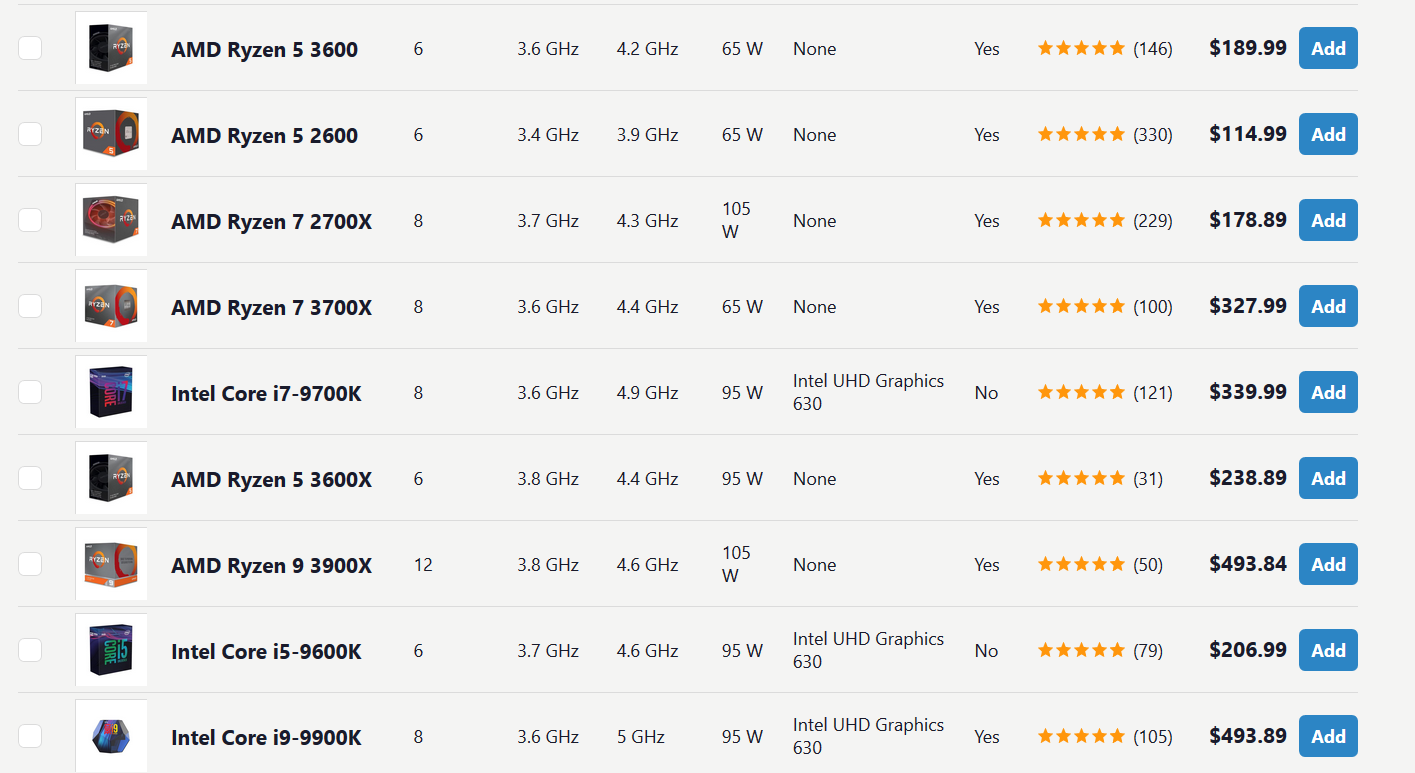 AMD Ryzen 5 3600 6 3.6 GHz 4.2 GHz 65 W None Yes (146) $189.99 Add
AMD Ryzen 5 2600 6 3.4 GHz 3.9 GHz 65 W None Yes (330) $114.99 Add
AMD Ryzen 7 2700X 8 3.7 GHz 4.3 GHz 105 W None Yes (229) $178.89 Add
AMD Ryzen 7 3700X 8 3.6 GHz 4.4 GHz 65 W None Yes (100) $327.99 Add
Intel Core i7-9700K 8 3.6 GHz 4.9 GHz 95 W Intel UHD Graphics 630 No (121) $339.99 Add
AMD Ryzen 5 3600X 6 3.8 GHz 4.4 GHz 95 W None Yes (31) $238.89 Add
AMD Ryzen 9 3900X 12 3.8 GHz 4.6 GHz 105 W None Yes (50) $493.84 Add
Intel Core i5-9600K 6 3.7 GHz 4.6 GHz 95 W Intel UHD Graphics 630 No (79) $206.99 Add
Intel Core i9-9900K 8 3.6 GHz 5 GHz 95 W Intel UHD Graphics 630 Yes (105) $493.89 Add